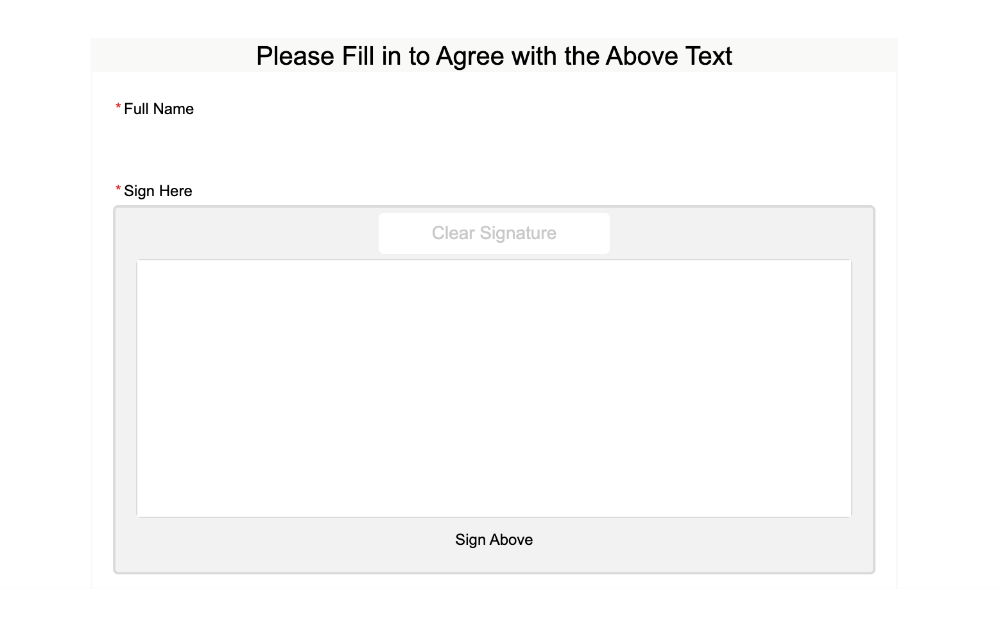 Please Fill in to Agree with the Above Text
* Full Name
* Sign Here
Clear Signature
Sign Above